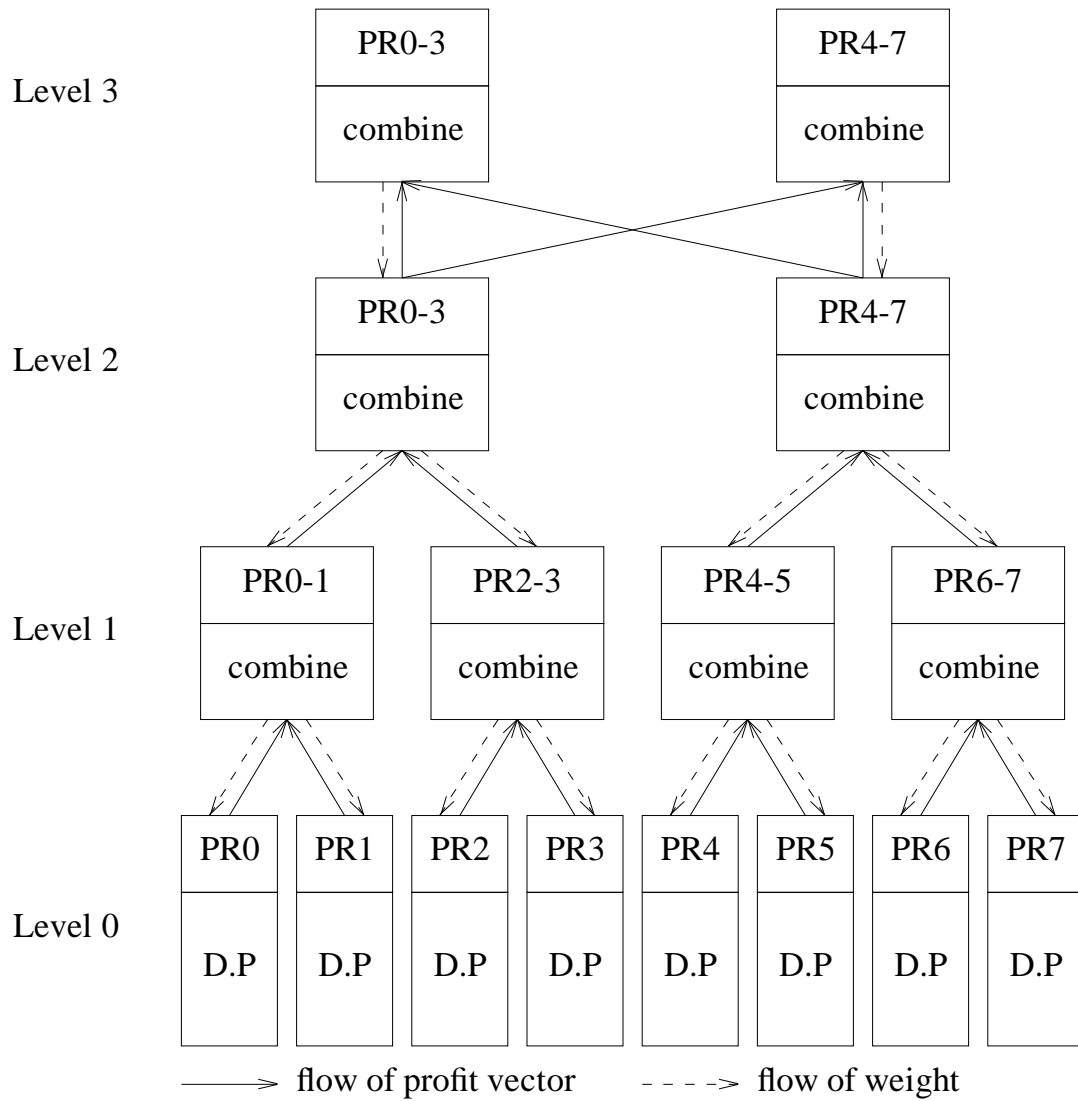 PR0-3 PR4-7
Level 3
combine combine
PR0-3 PR4-7
Level 2
combine combine
PR0-1 PR2-3 PR4-5 PR6-7
Level 1
combine combine combine combine
PR0 PR1 PR2 PR3 PR4 PR5 PR6 PR7
Level 0
D.P D.P D.P D.P D.P D.P D.P D.P
flow of profit vector flow of weight